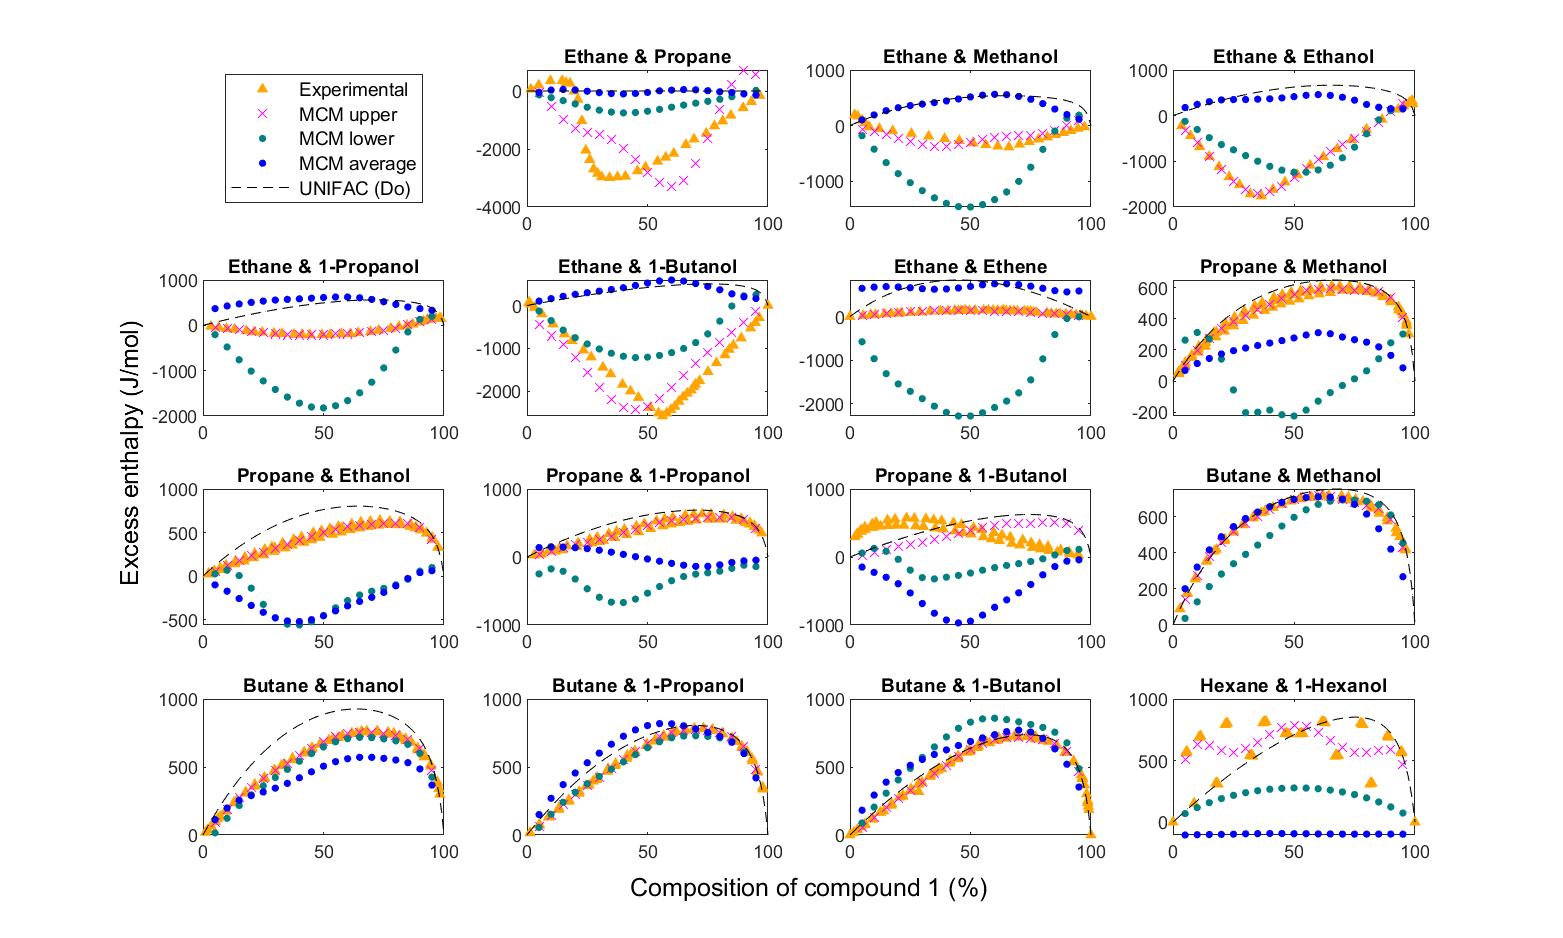 Experimental
MCM upper
MCM lower
MCM average
UNIFAC (Do)
Ethane & Propane
0
-2000
-4000
0 50 100
Ethane & Methanol
1000
0
-1000
0 50 100
Ethane & Ethanol
1000
0
-1000
-2000
0 50 100
Ethane & 1-Propanol
1000
0
-1000
-2000
0 50 100
Ethane & 1-Butanol
0
-1000
-2000
0 50 100
Ethane & Ethene
0
-1000
-2000
0 50 100
Propane & Methanol
600
400
200
0
-200
0 50 100
Propane & Ethanol
1000
500
0
-500
0 50 100
Propane & 1-Propanol
1000
0
-1000
0 50 100
Propane & 1-Butanol
1000
0
-1000
0 50 100
Butane & Methanol
600
400
200
0
0 50 100
Butane & Ethanol
1000
500
0
0 50 100
Butane & 1-Propanol
1000
500
0
0 50 100
Butane & 1-Butanol
1000
500
0
0 50 100
Hexane & 1-Hexanol
1000
500
0
0 50 100
Excess enthalpy (J/mol)
Composition of compound 1 (%)